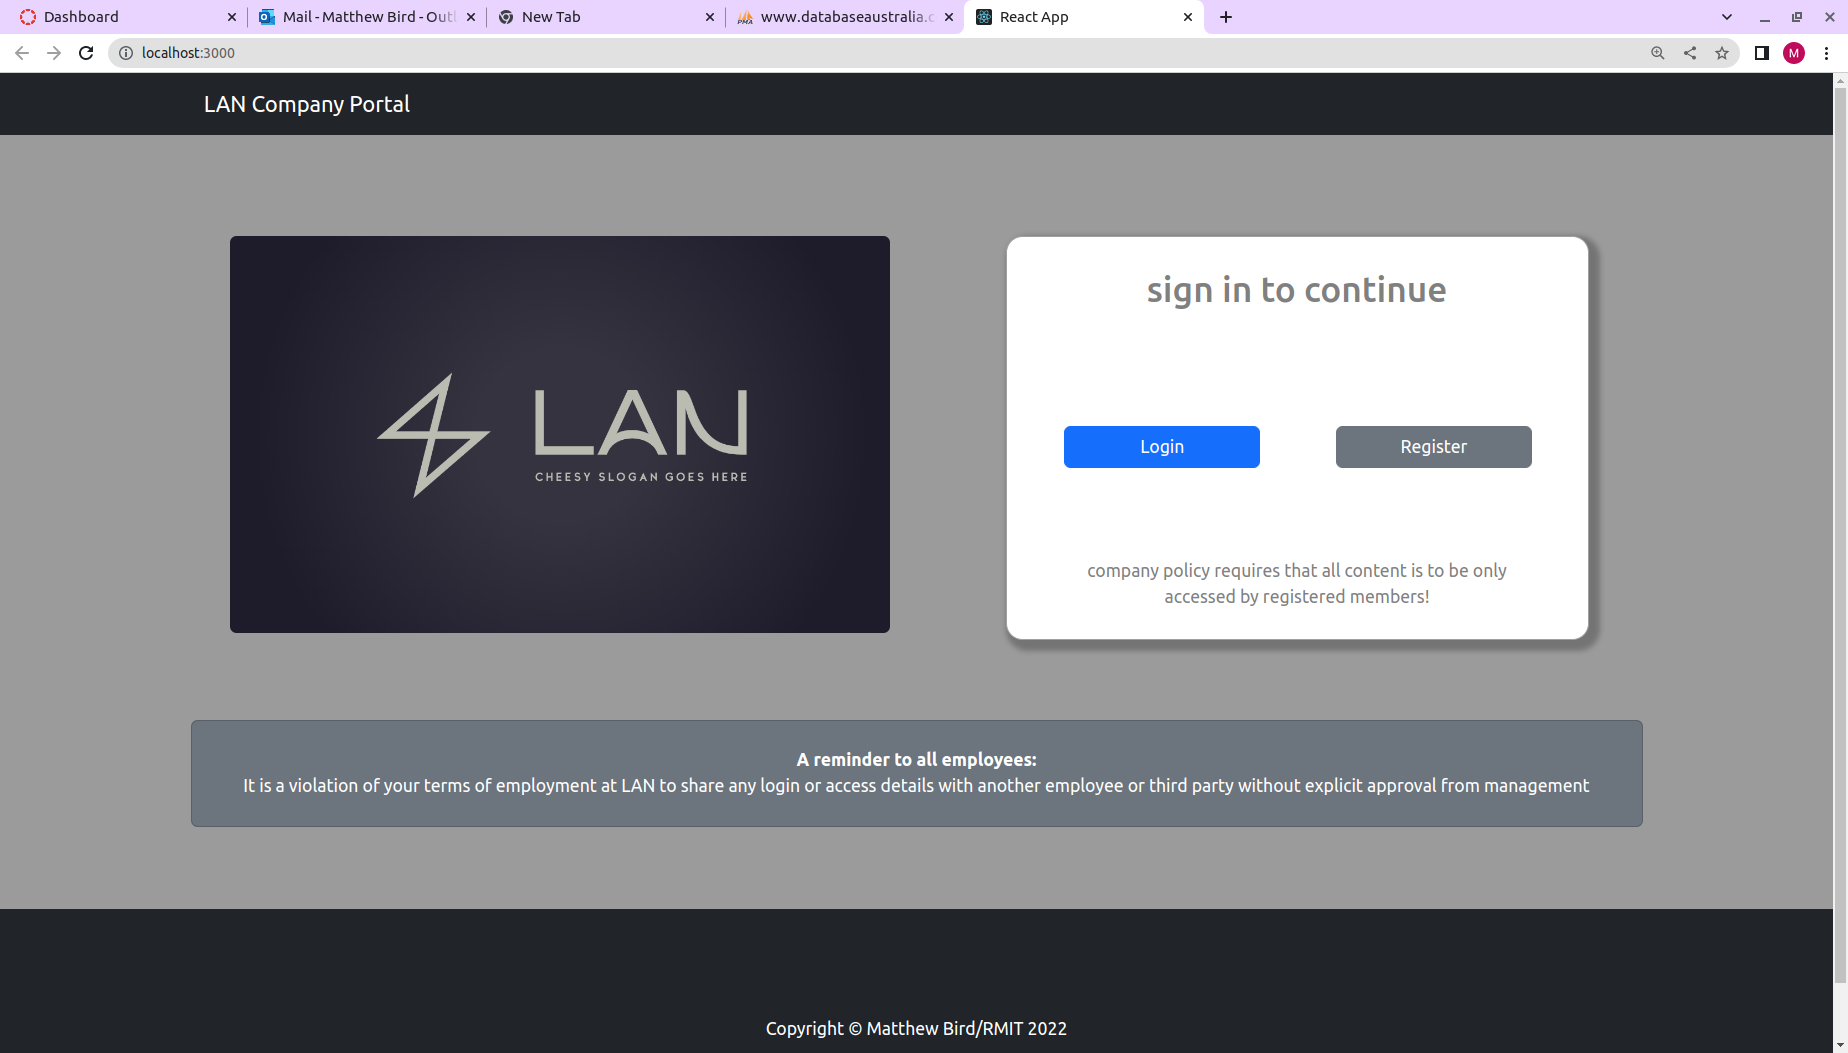 Dashboard
Mail - Matthew Bird - Outl
New Tab
www.databaseaustralia.c
React App
localhost:3000
M
LAN Company Portal
LAN
CHEESY SLOGAN GOES HERE
sign in to continue
Login
Register
company policy requires that all content is to be only
accessed by registered members!
A reminder to all employees:
It is a violation of your terms of employment at LAN to share any login or access details with another employee or third party without explicit approval from management
Copyright © Matthew Bird/RMIT 2022